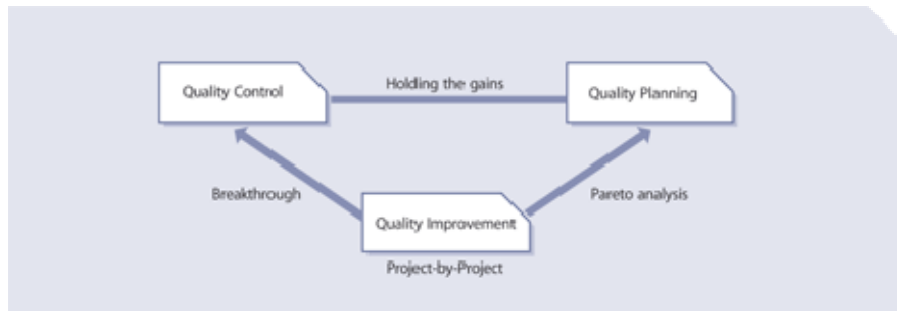 Holding the gains
Quality Control
Quality Planning
Breakthrough
Pareto analysis
Quality Improvement
Project-by-Project